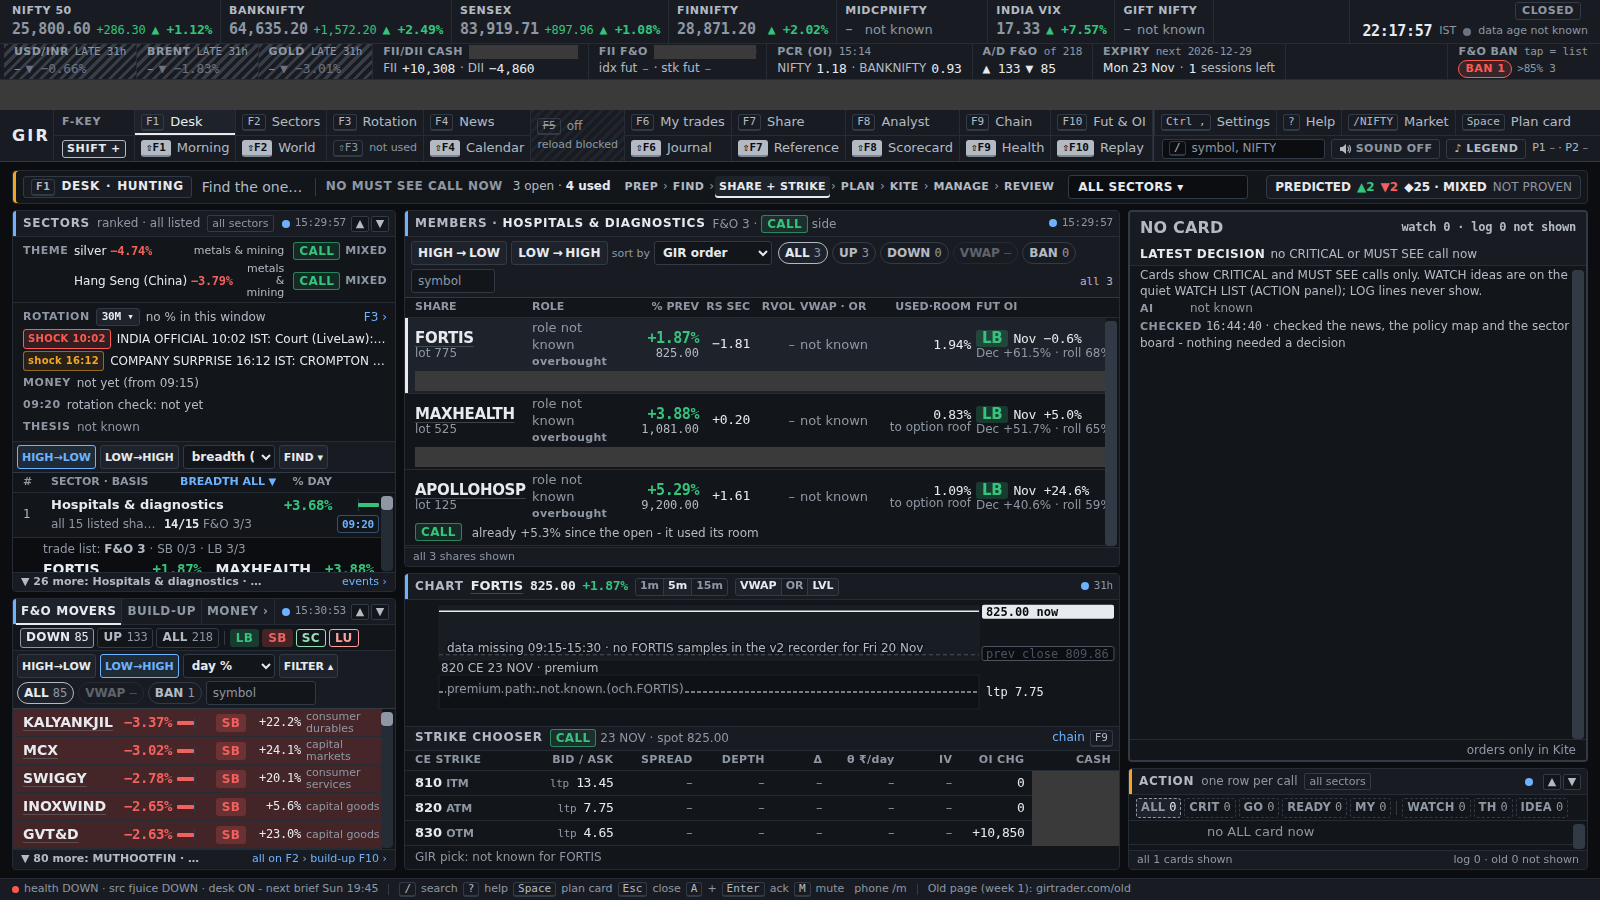 NIFTY 50 BANKNIFTY SENSEX FINNIFTY MIDCPNIFTY INDIA VIX GIFT NIFTY CLOSED
25,800.60 +286.30 ▲ +1.12% 64,635.20 +1,572.20 ▲ +2.49% 83,919.71 +897.96 ▲ +1.08% 28,871.20 ▲ +2.02% – not known 17.33 ▲ +7.57% – not known 22:17:57 IST ● data age not known
USD/INR LATE 31h BRENT LATE 31h GOLD LATE 31h FII/DII CASH FII F&O PCR (OI) 15:14 A/D F&O of 218 EXPIRY next 2026-12-29 F&O BAN tap = list
– ▼ −0.66% – ▼ −1.83% – ▼ −3.01% FII +10,308 · DII −4,860 idx fut – · stk fut – NIFTY 1.18 · BANKNIFTY 0.93 ▲ 133 ▼ 85 Mon 23 Nov · 1 sessions left BAN 1 >85% 3
GIR F-KEY F1 Desk F2 Sectors F3 Rotation F4 News F5 off F6 My trades F7 Share F8 Analyst F9 Chain F10 Fut & OI Ctrl , Settings ? Help /NIFTY Market Space Plan card
SHIFT + ⇧F1 Morning ⇧F2 World ⇧F3 not used ⇧F4 Calendar reload blocked ⇧F6 Journal ⇧F7 Reference ⇧F8 Scorecard ⇧F9 Health ⇧F10 Replay / symbol, NIFTY SOUND OFF ♪ LEGEND P1 – · P2 –
F1 DESK · HUNTING Find the one… NO MUST SEE CALL NOW 3 open · 4 used PREP › FIND › SHARE + STRIKE › PLAN › KITE › MANAGE › REVIEW ALL SECTORS ▾ PREDICTED ▲2 ▼2 ◆25 · MIXED NOT PROVEN
SECTORS ranked · all listed all sectors ● 15:29:57 ▲ ▼
THEME silver −4.74% metals & mining CALL MIXED
Hang Seng (China) −3.79% metals & mining CALL MIXED
ROTATION 30M ▾ no % in this window F3 ›
SHOCK 10:02 INDIA OFFICIAL 10:02 IST: Court (LiveLaw):…
shock 16:12 COMPANY SURPRISE 16:12 IST: CROMPTON …
MONEY not yet (from 09:15)
09:20 rotation check: not yet
THESIS not known
HIGH→LOW LOW→HIGH breadth ( FIND ▾
# SECTOR · BASIS BREADTH ALL ▼ % DAY
1 Hospitals & diagnostics +3.68%
all 15 listed sha… 14/15 F&O 3/3 09:20
trade list: F&O 3 · SB 0/3 · LB 3/3
FORTIS +1.87% MAXHEALTH +3.88%
▼ 26 more: Hospitals & diagnostics · … events ›
F&O MOVERS BUILD-UP MONEY › ● 15:30:53 ▲ ▼
DOWN 85 UP 133 ALL 218 LB SB SC LU
HIGH→LOW LOW→HIGH day % FILTER ▴
ALL 85 VWAP – BAN 1 symbol
KALYANKJIL −3.37% SB +22.2% consumer durables
MCX −3.02% SB +24.1% capital markets
SWIGGY −2.78% SB +20.1% consumer services
INOXWIND −2.65% SB +5.6% capital goods
GVT&D −2.63% SB +23.0% capital goods
▼ 80 more: MUTHOOTFIN · … all on F2 › build-up F10 ›
MEMBERS · HOSPITALS & DIAGNOSTICS F&O 3 · CALL side ● 15:29:57
HIGH → LOW LOW → HIGH sort by GIR order ALL 3 UP 3 DOWN 0 VWAP – BAN 0
symbol all 3
SHARE ROLE % PREV RS SEC RVOL VWAP · OR USED·ROOM FUT OI
FORTIS role not known +1.87% −1.81 – not known 1.94% LB Nov −0.6%
lot 775 overbought 825.00 Dec +61.5% · roll 68%
MAXHEALTH role not known +3.88% +0.20 – not known 0.83% LB Nov +5.0%
lot 525 overbought 1,081.00 to option roof Dec +51.7% · roll 65%
APOLLOHOSP role not known +5.29% +1.61 – not known 1.09% LB Nov +24.6%
lot 125 overbought 9,200.00 to option roof Dec +40.6% · roll 59%
CALL already +5.3% since the open - it used its room
all 3 shares shown
CHART FORTIS 825.00 +1.87% 1m 5m 15m VWAP OR LVL ● 31h
825.00 now
data missing 09:15-15:30 · no FORTIS samples in the v2 recorder for Fri 20 Nov
prev close 809.86
820 CE 23 NOV · premium
premium path: not known (och FORTIS) ltp 7.75
STRIKE CHOOSER CALL 23 NOV · spot 825.00 chain F9
CE STRIKE BID / ASK SPREAD DEPTH Δ θ ₹/day IV OI CHG CASH
810 ITM ltp 13.45 – – – – – 0
820 ATM ltp 7.75 – – – – – 0
830 OTM ltp 4.65 – – – – – +10,850
GIR pick: not known for FORTIS
NO CARD watch 0 · log 0 not shown
LATEST DECISION no CRITICAL or MUST SEE call now
Cards show CRITICAL and MUST SEE calls only. WATCH ideas are on the
quiet WATCH LIST (ACTION panel); LOG lines never show.
AI not known
CHECKED 16:44:40 · checked the news, the policy map and the sector
board - nothing needed a decision
orders only in Kite
ACTION one row per call all sectors ● ▲ ▼
ALL 0 CRIT 0 GO 0 READY 0 MY 0 WATCH 0 TH 0 IDEA 0
no ALL card now
all 1 cards shown log 0 · old 0 not shown
● health DOWN · src fjuice DOWN · desk ON – next brief Sun 19:45 / search ? help Space plan card Esc close A + Enter ack M mute phone /m Old page (week 1): girtrader.com/old